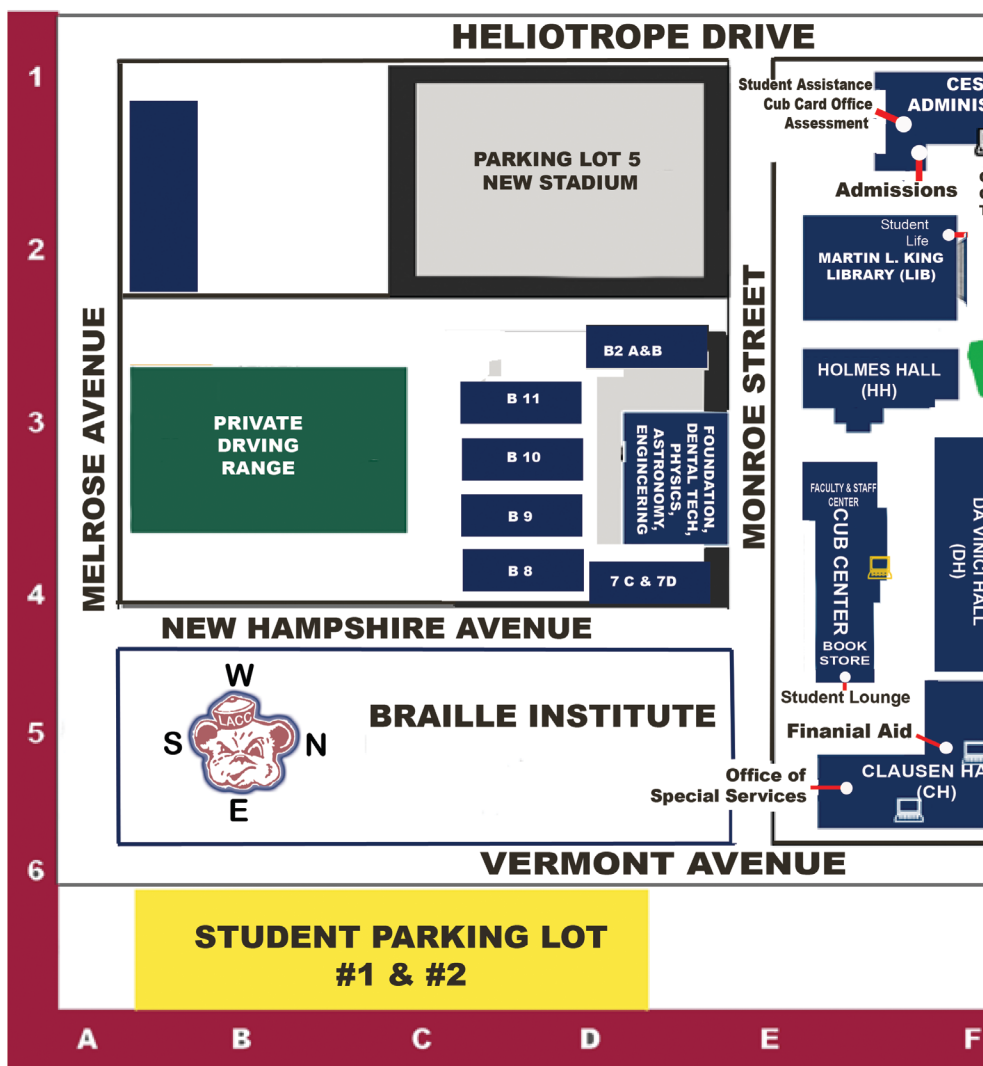 HELIOTROPE DRIVE
1
2
3
4
5
6
A
B
C
D
E
F
PARKING LOT 5
NEW STADIUM
Student Assistance
Cub Card Office
Assessment
CES
ADMINIS
Admissions
Student
Life
MARTIN L. KING
LIBRARY (LIB)
MELROSE AVENUE
MONROE STREET
B2 A&B
HOLMES HALL
(HH)
PRIVATE
DRVING
RANGE
B 11
B 10
B 9
B 8
FOUNDATION,
DENTAL TECH,
PHYSICS,
ASTRONOMY,
ENGINCERING
7 C & 7D
FACULTY & STAFF
CENTER
CUB CENTER
BOOK
STORE
DA VINICI HALL
(DH)
NEW HAMPSHIRE AVENUE
W
S
N
E
LACC
BRAILLE INSTITUTE
Student Lounge
Finanial Aid
Office of
Special Services
CLAUSEN HA
(CH)
VERMONT AVENUE
STUDENT PARKING LOT
#1 & #2